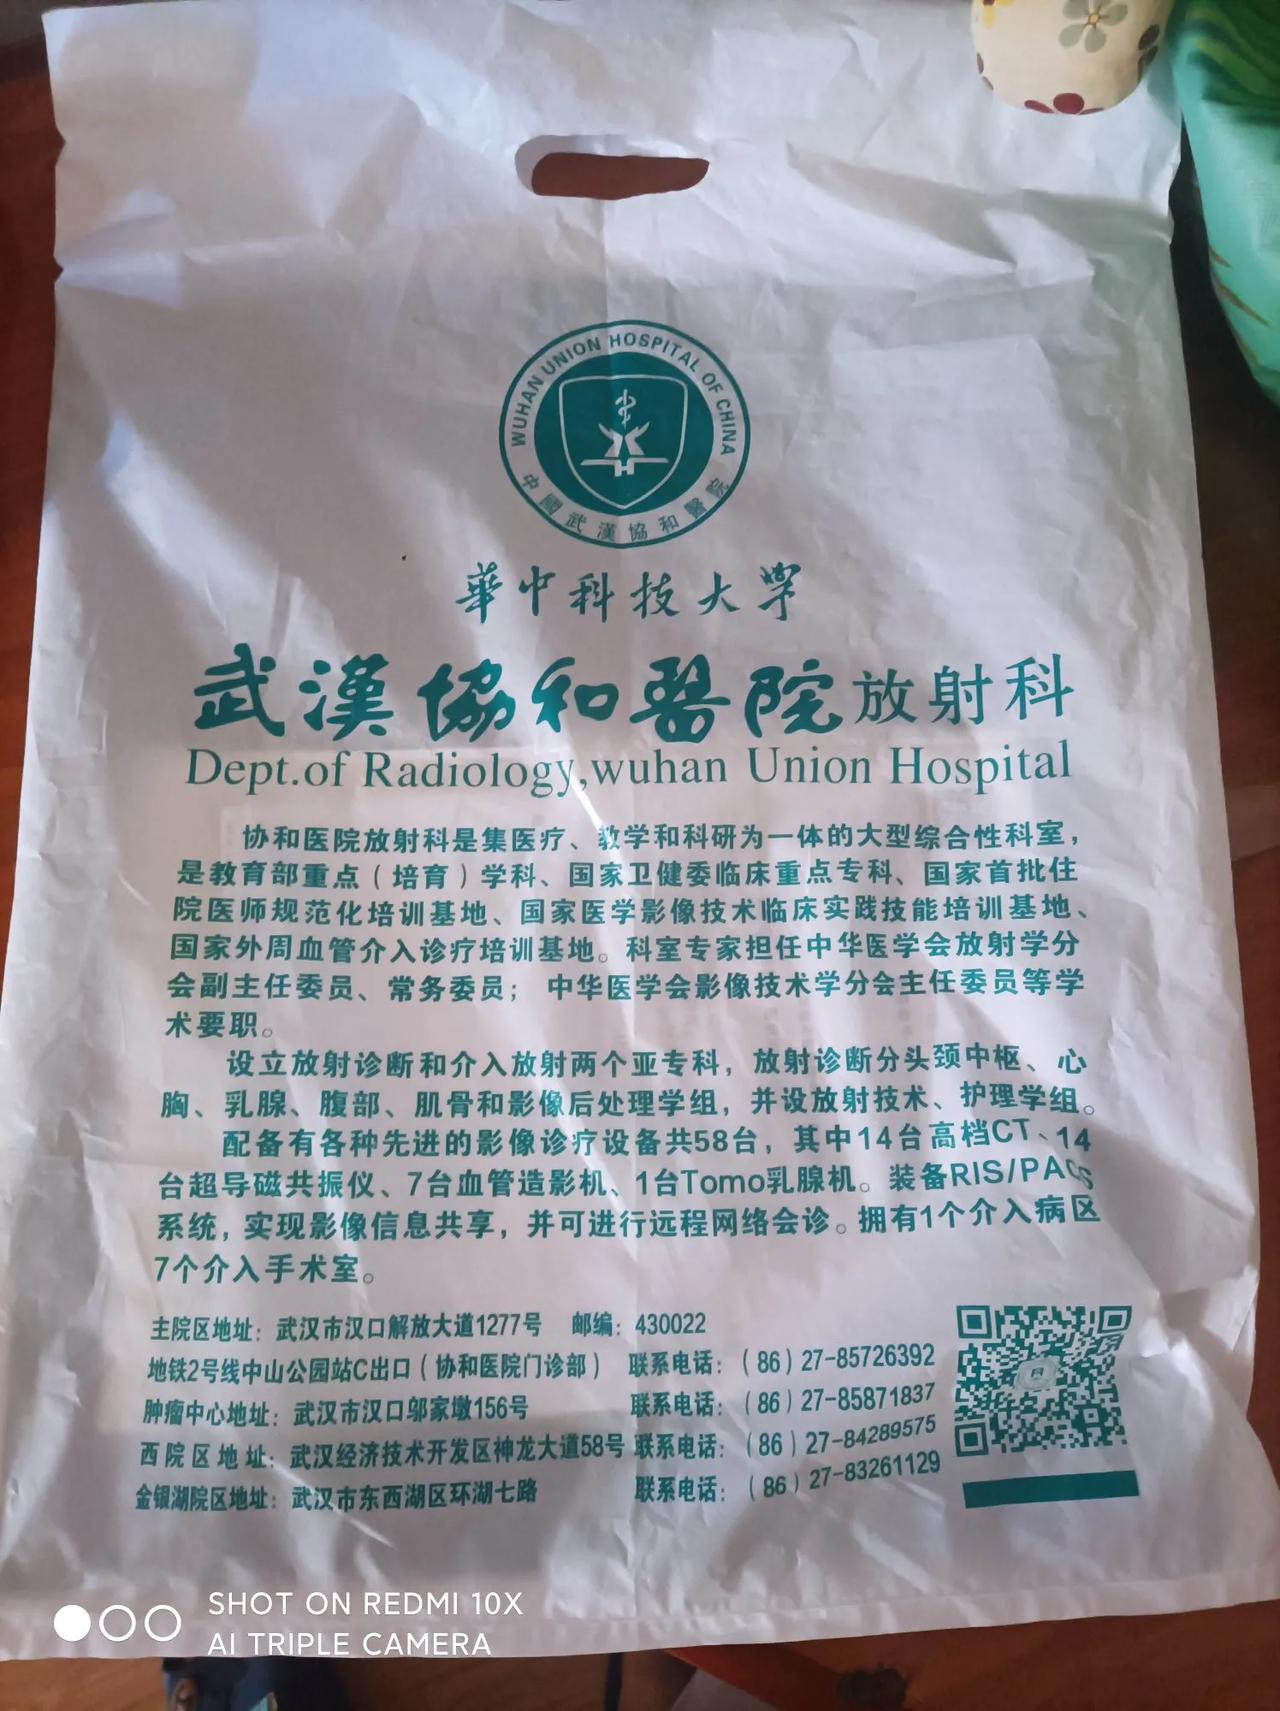 WUHAN UNION HOSPITAL OF CHINA
中國武漢協和醫院
華中科技大学
武漢協和醫院放射科
Dept.of Radiology,wuhan Union Hospital
协和医院放射科是集医疗、教学和科研为一体的大型综合性科室，
是教育部重点（培育）学科、国家卫健委临床重点专科、国家首批住
院医师规范化培训基地、国家医学影像技术临床实践技能培训基地、
国家外周血管介入诊疗培训基地。科室专家担任中华医学会放射学分
会副主任委员、常务委员； 中华医学会影像技术学分会主任委员等学
术要职。
设立放射诊断和介入放射两个亚专科，放射诊断分头颈中枢、心
胸、乳腺、腹部、肌骨和影像后处理学组，并设放射技术、护理学组。
配备有各种先进的影像诊疗设备共58台，其中14台高档CT、14
台超导磁共振仪、7台血管造影机、1台Tomo乳腺机。装备RIS/PACS
系统，实现影像信息共享，并可进行远程网络会诊。拥有1个介入病区
7个介入手术室。
主院区地址：武汉市汉口解放大道1277号 邮编：430022
地铁2号线中山公园站C出口（协和医院门诊部） 联系电话：（86）27-85726392
肿瘤中心地址：武汉市汉口邬家墩156号 联系电话：（86）27-85871837
西院区地址：武汉经济技术开发区神龙大道58号 联系电话：（86）27-84289575
金银湖院区地址：武汉市东西湖区环湖七路 联系电话：（86）27-83261129
SHOT ON REDMI 10X
AI TRIPLE CAMERA